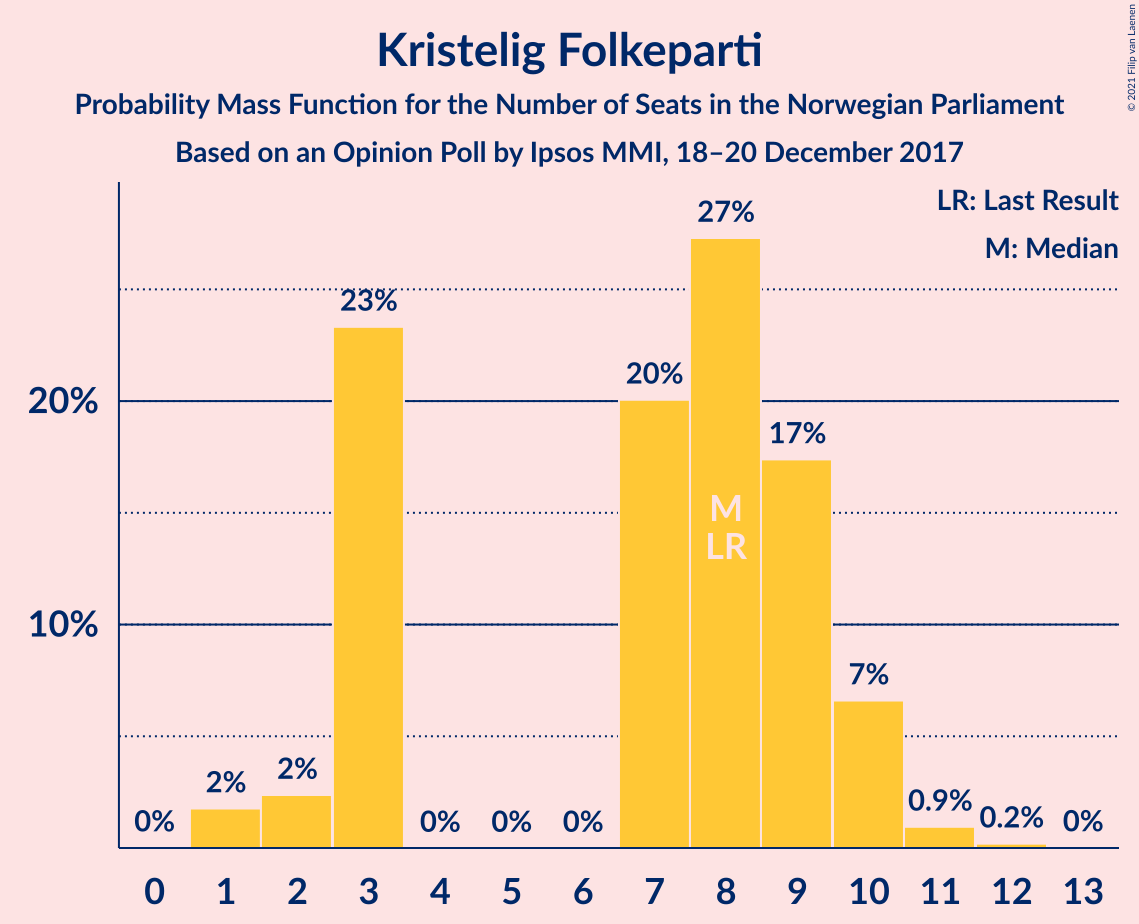 Kristelig Folkeparti
Probability Mass Function for the Number of Seats in the Norwegian Parliament
Based on an Opinion Poll by Ipsos MMI, 18–20 December 2017
© 2021 Filip van Laenen
LR: Last Result
M: Median
27%
23%
20%
20%
17%
M
LR
10%
7%
2%
2%
0.9%
0.2%
0%
0%
0%
0%
0%
0 1 2 3 4 5 6 7 8 9 10 11 12 13